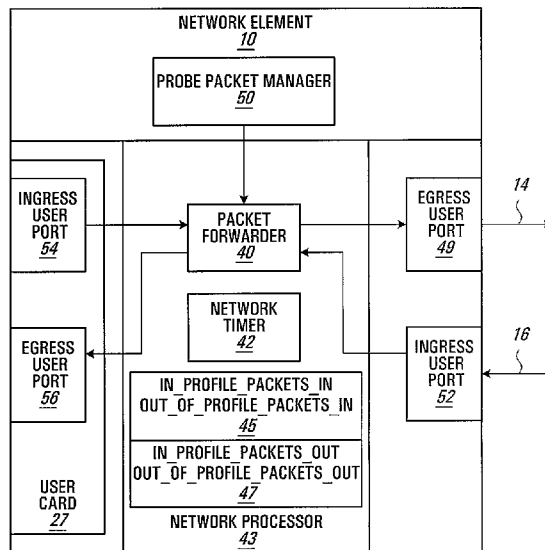 NETWORK ELEMENT
10
PROBE PACKET MANAGER
50
INGRESS
USER
PORT
54
PACKET
FORWARDER
40
EGRESS
USER
PORT
49
14
NETWORK
TIMER
42
EGRESS
USER
PORT
56
INGRESS
USER
PORT
52
16
IN_PROFILE_PACKETS_IN
OUT_OF_PROFILE_PACKETS_IN
45
IN_PROFILE_PACKETS_OUT
OUT_OF_PROFILE_PACKETS_OUT
47
USER
CARD
27
NETWORK PROCESSOR
43